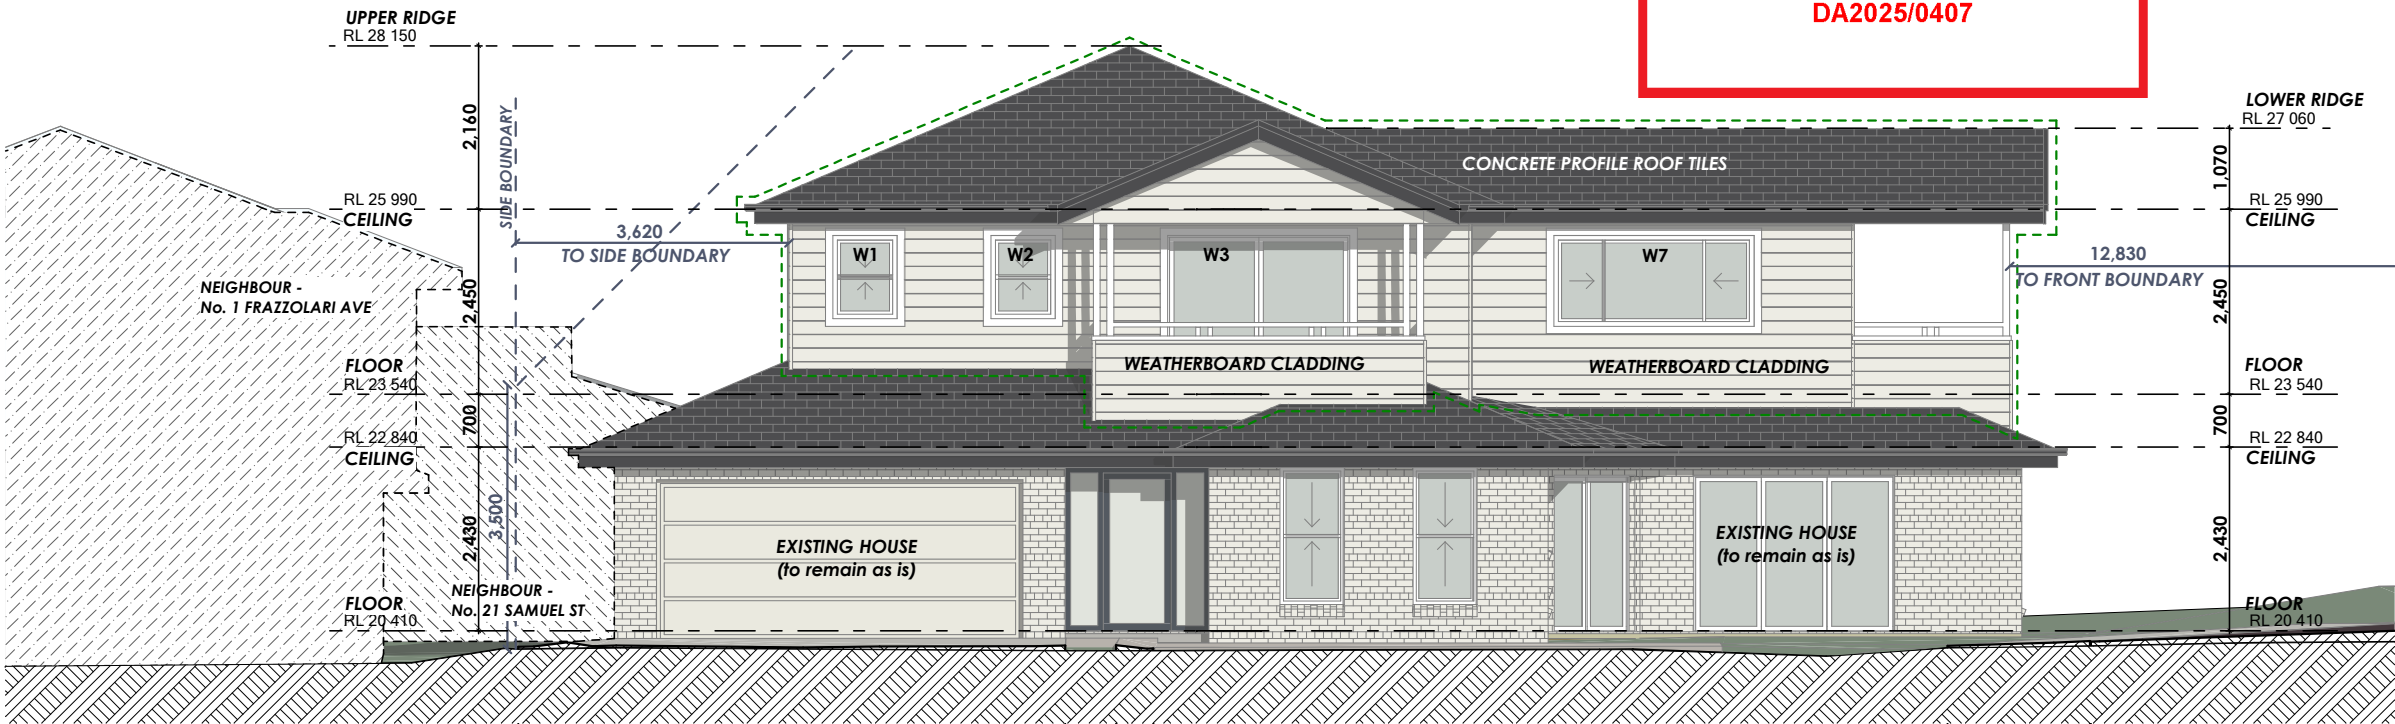 DA2025/0407
UPPER RIDGE
RL 28 150
2,160
SIDE BOUNDARY
RL 25 990
CEILING
3,620
TO SIDE BOUNDARY
NEIGHBOUR -
No. 1 FRAZZOLARI AVE
2,450
FLOOR
RL 23 540
700
RL 22 840
CEILING
3,500
2,430
NEIGHBOUR -
No. 21 SAMUEL ST
FLOOR
RL 20 410
CONCRETE PROFILE ROOF TILES
W1
W2
W3
W7
WEATHERBOARD CLADDING
WEATHERBOARD CLADDING
EXISTING HOUSE
(to remain as is)
EXISTING HOUSE
(to remain as is)
LOWER RIDGE
RL 27 060
1,070
RL 25 990
CEILING
12,830
TO FRONT BOUNDARY
2,450
FLOOR
RL 23 540
700
RL 22 840
CEILING
2,430
FLOOR
RL 20 410